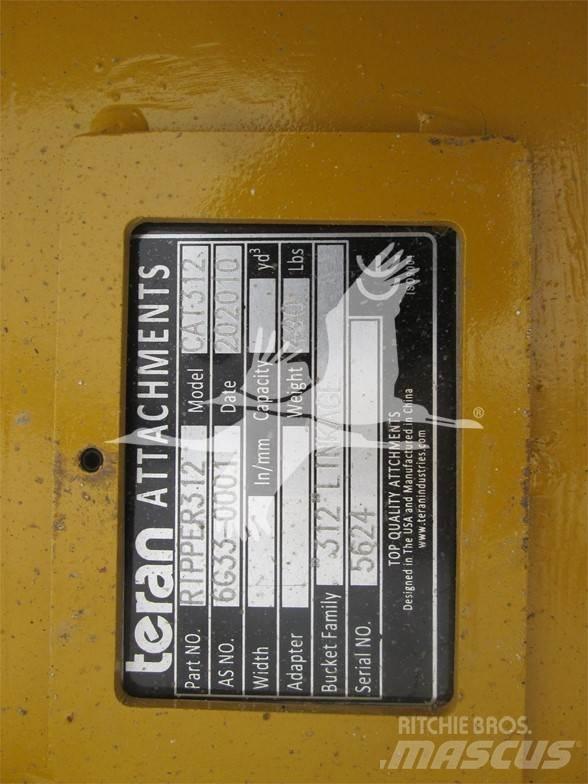 teran ATTACHMENTS
Part NO. RIPPER312 Model CAT312
AS NO. 6G33-0001 Date 202010
Width In/mm Capacity yd³
Adapter Weight Lbs
Bucket Family "312" LINKAGE
Serial NO. 5624
CE
TOP QUALITY ATTCHMENTS
Designed in The USA and Manufactured in China
www.teranindustries.com
®
RITCHIE BROS.
MASCUS